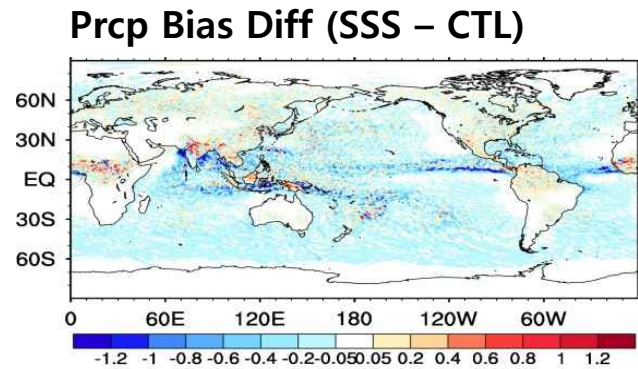 Prcp Bias Diff (SSS – CTL)
60N
30N
EQ
30S
60S
0 60E 120E 180 120W 60W
-1.2 -1 -0.8 -0.6 -0.4 -0.2 -0.05 0.05 0.2 0.4 0.6 0.8 1 1.2